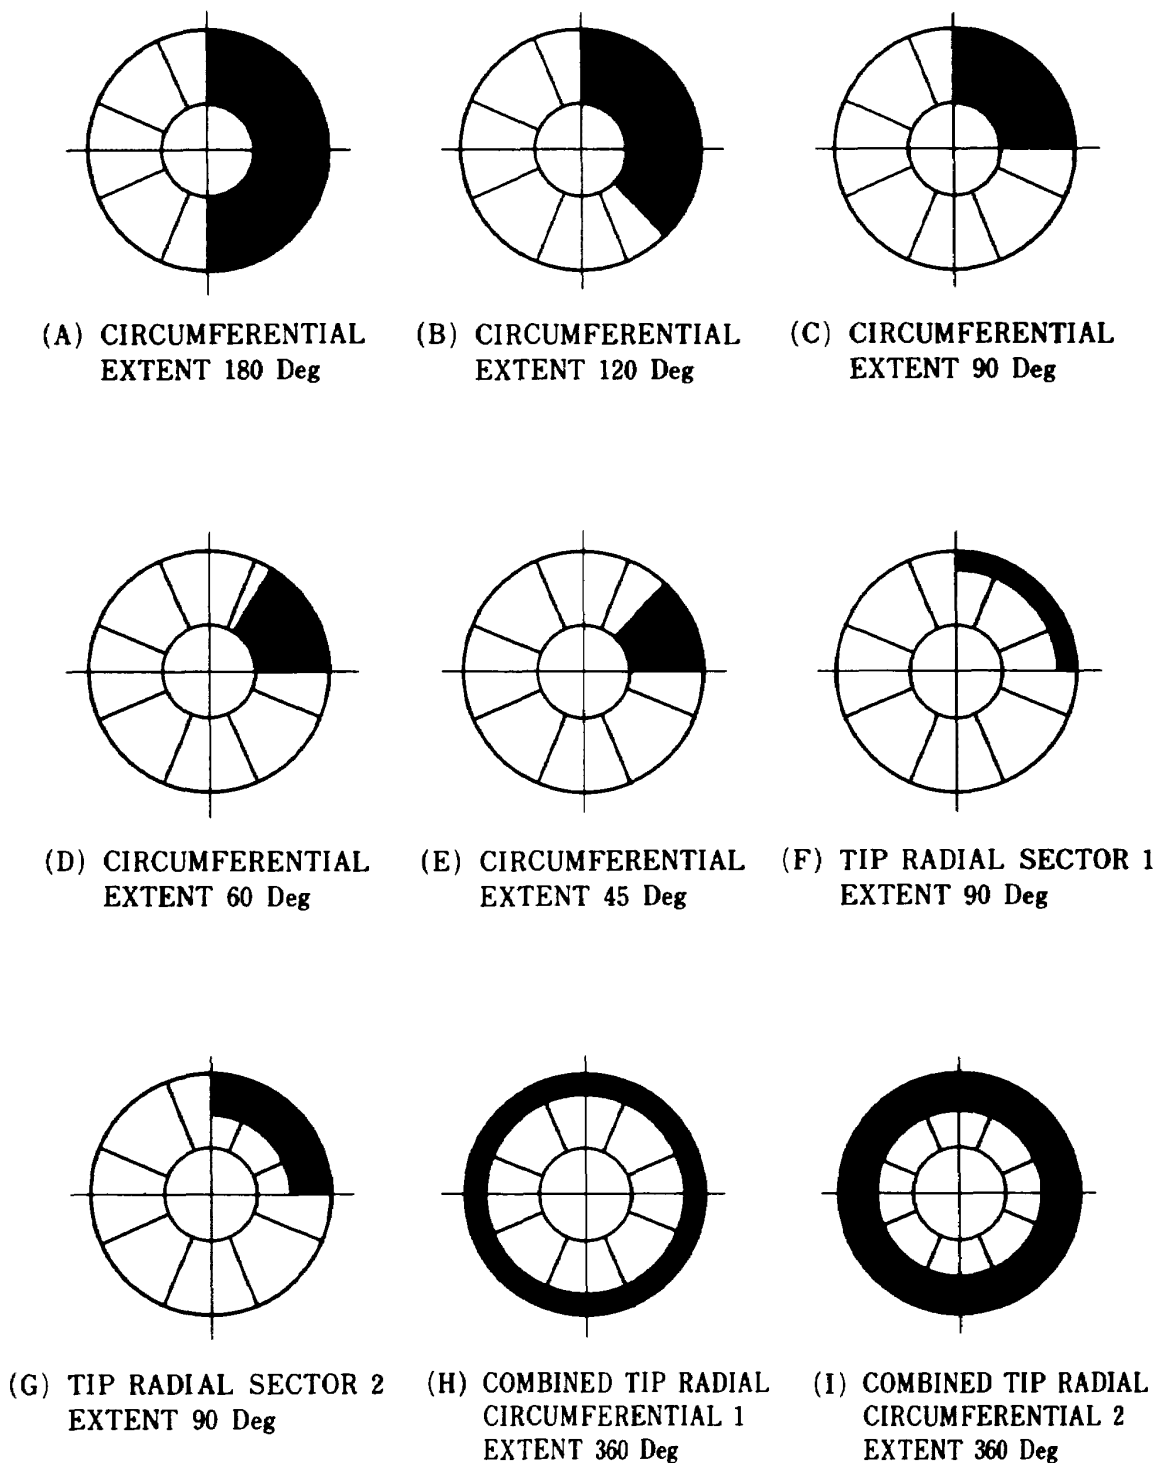 (A) CIRCUMFERENTIAL
EXTENT 180 Deg
(B) CIRCUMFERENTIAL
EXTENT 120 Deg
(C) CIRCUMFERENTIAL
EXTENT 90 Deg
(D) CIRCUMFERENTIAL
EXTENT 60 Deg
(E) CIRCUMFERENTIAL
EXTENT 45 Deg
(F) TIP RADIAL SECTOR 1
EXTENT 90 Deg
(G) TIP RADIAL SECTOR 2
EXTENT 90 Deg
(H) COMBINED TIP RADIAL
CIRCUMFERENTIAL 1
EXTENT 360 Deg
(I) COMBINED TIP RADIAL
CIRCUMFERENTIAL 2
EXTENT 360 Deg